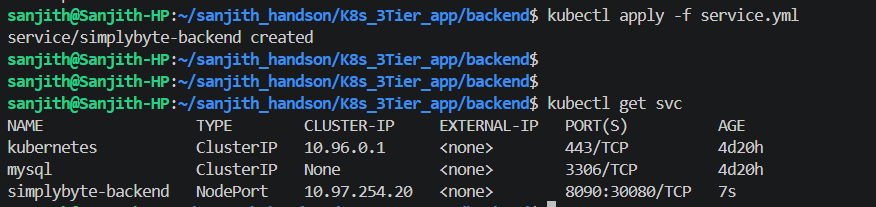 sanjith@Sanjith-HP:~/sanjith_handson/K8s_3Tier_app/backend$ kubectl apply -f service.yml
service/simplybyte-backend created
sanjith@Sanjith-HP:~/sanjith_handson/K8s_3Tier_app/backend$
sanjith@Sanjith-HP:~/sanjith_handson/K8s_3Tier_app/backend$
sanjith@Sanjith-HP:~/sanjith_handson/K8s_3Tier_app/backend$ kubectl get svc
NAME                 TYPE        CLUSTER-IP      EXTERNAL-IP   PORT(S)          AGE
kubernetes           ClusterIP   10.96.0.1       <none>        443/TCP          4d20h
mysql                ClusterIP   None            <none>        3306/TCP         4d20h
simplybyte-backend   NodePort    10.97.254.20    <none>        8090:30080/TCP   7s